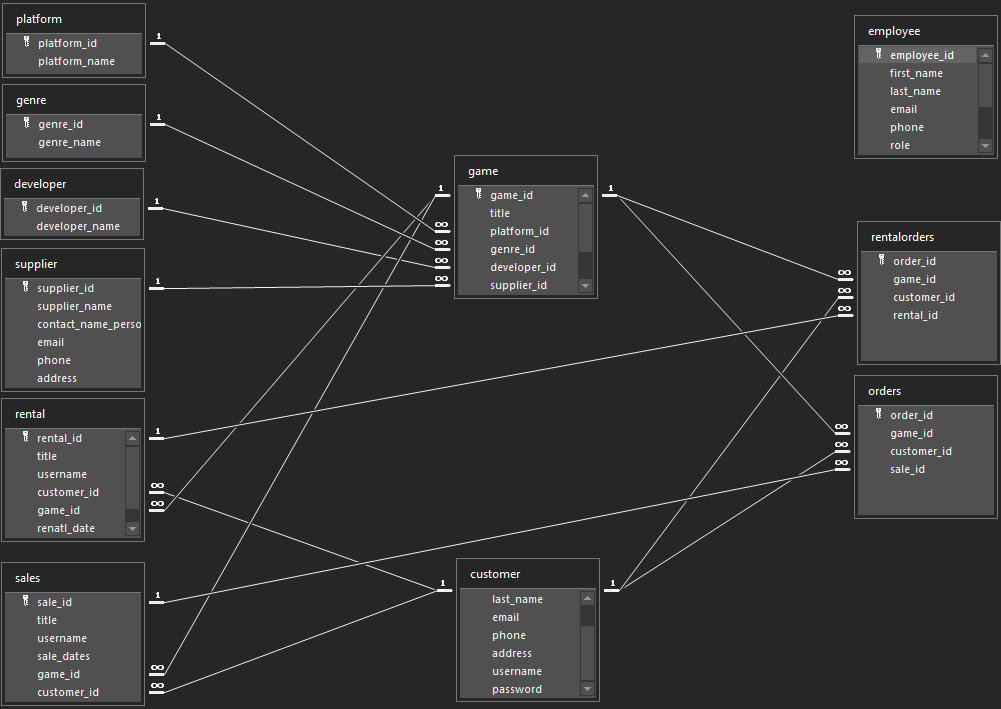 platform
platform_id
platform_name
1
genre
genre_id
genre_name
1
developer
developer_id
developer_name
1
supplier
supplier_id
supplier_name
contact_name_perso
email
phone
address
1
rental
rental_id
title
username
customer_id
game_id
renatl_date
1
∞
∞
sales
sale_id
title
username
sale_dates
game_id
customer_id
1
∞
∞
game
game_id
title
platform_id
genre_id
developer_id
supplier_id
1
∞
∞
∞
∞
1
customer
last_name
email
phone
address
username
password
1
1
employee
employee_id
first_name
last_name
email
phone
role
rentalorders
order_id
game_id
customer_id
rental_id
∞
∞
∞
orders
order_id
game_id
customer_id
sale_id
∞
∞
∞